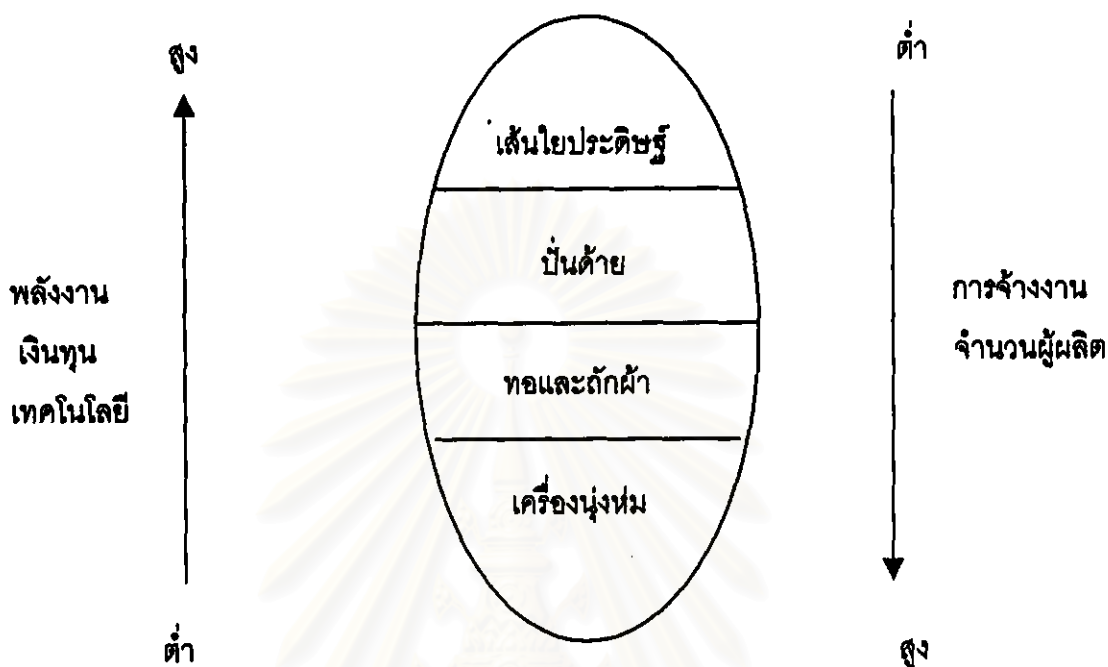 สูง
ต่ำ
เส้นใยประดิษฐ์
ปั่นด้าย
พลังงาน
เงินทุน
เทคโนโลยี
การจ้างงาน
จำนวนผู้ผลิต
ทอและถักผ้า
เครื่องนุ่งห่ม
ต่ำ
สูง